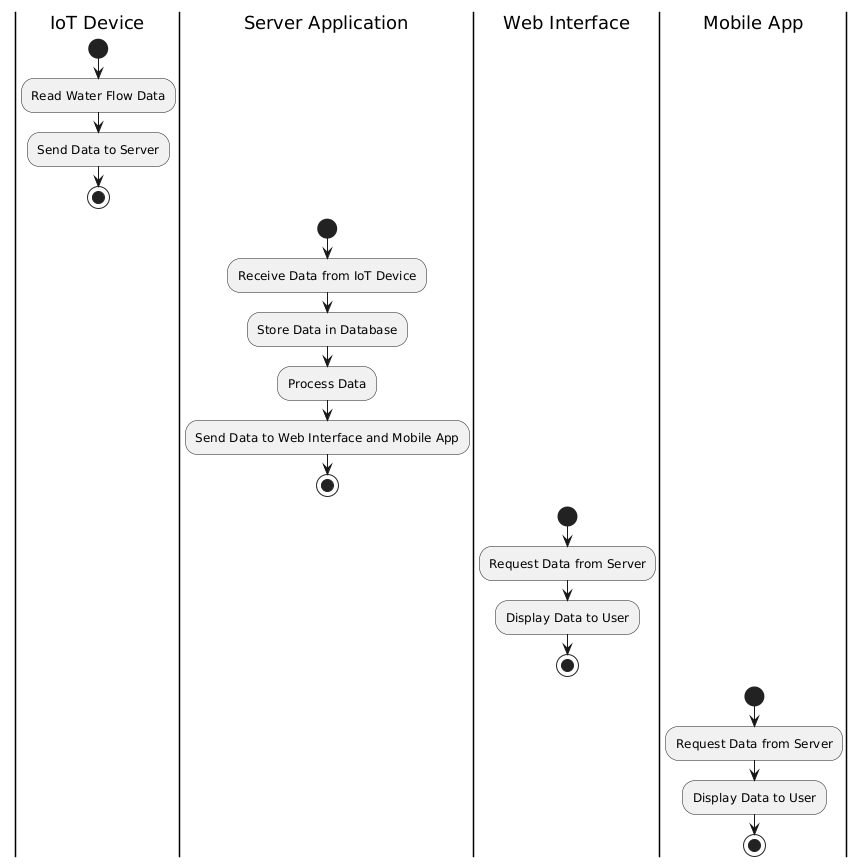 IoT Device
Server Application
Web Interface
Mobile App
Read Water Flow Data
Send Data to Server
Receive Data from IoT Device
Store Data in Database
Process Data
Send Data to Web Interface and Mobile App
Request Data from Server
Display Data to User
Request Data from Server
Display Data to User